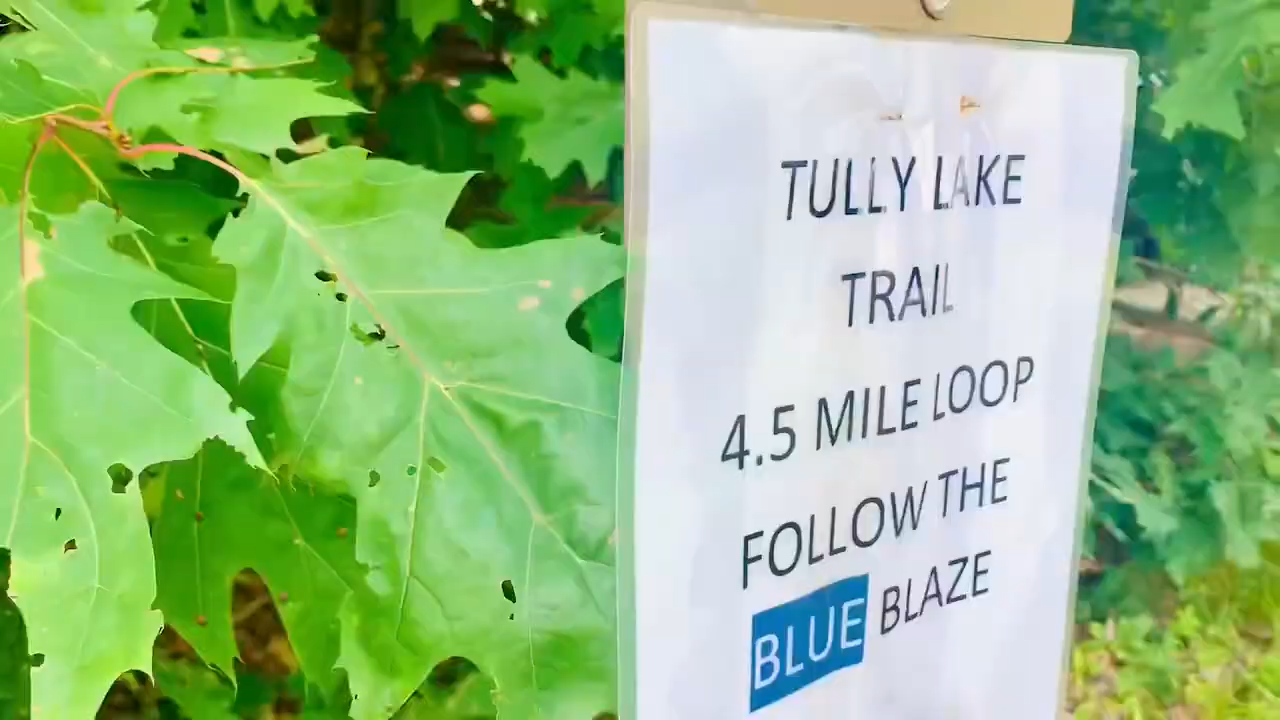 TULLY LAKE
TRAIL
4.5 MILE LOOP
FOLLOW THE
BLUE BLAZE